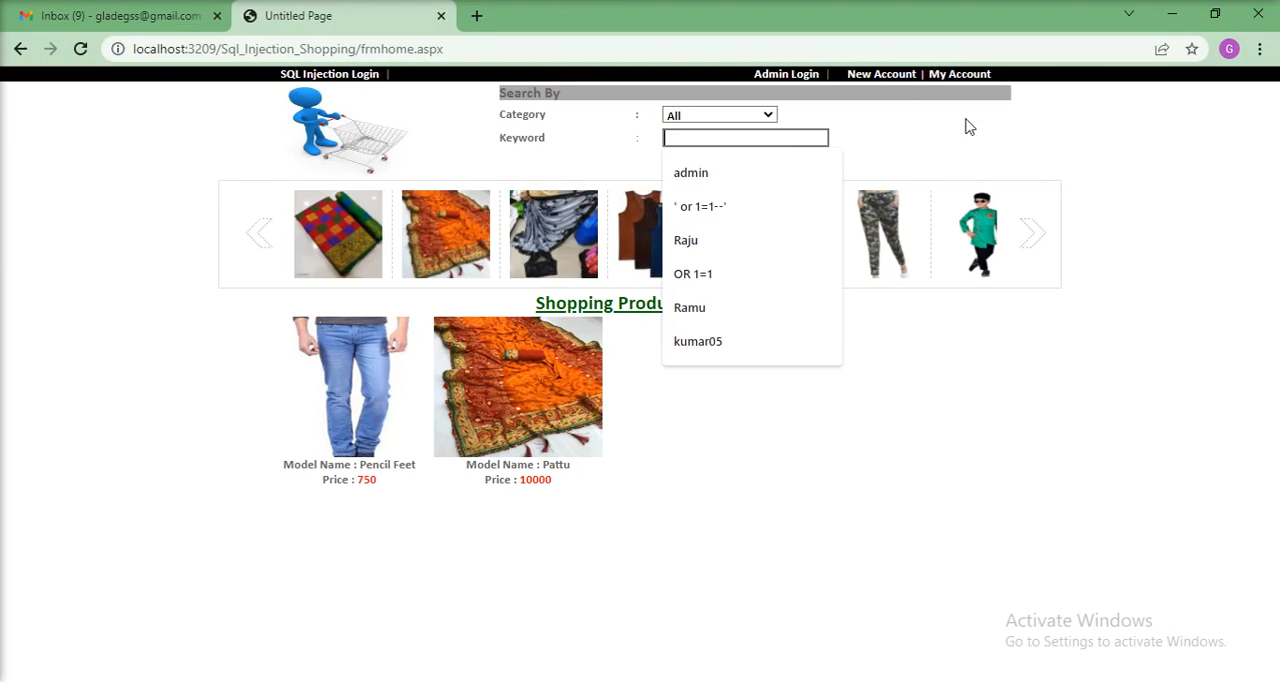 Inbox (9) - gladegss@gmail.com
Untitled Page
localhost:3209/Sql_Injection_Shopping/frmhome.aspx
G
SQL Injection Login |
Admin Login | New Account | My Account
Search By
Category : All
Keyword :
admin
' or 1=1--'
Raju
OR 1=1
Ramu
kumar05
Shopping
Model Name : Pencil Feet
Price : 750
Model Name : Pattu
Price : 10000
Activate Windows
Go to Settings to activate Windows.